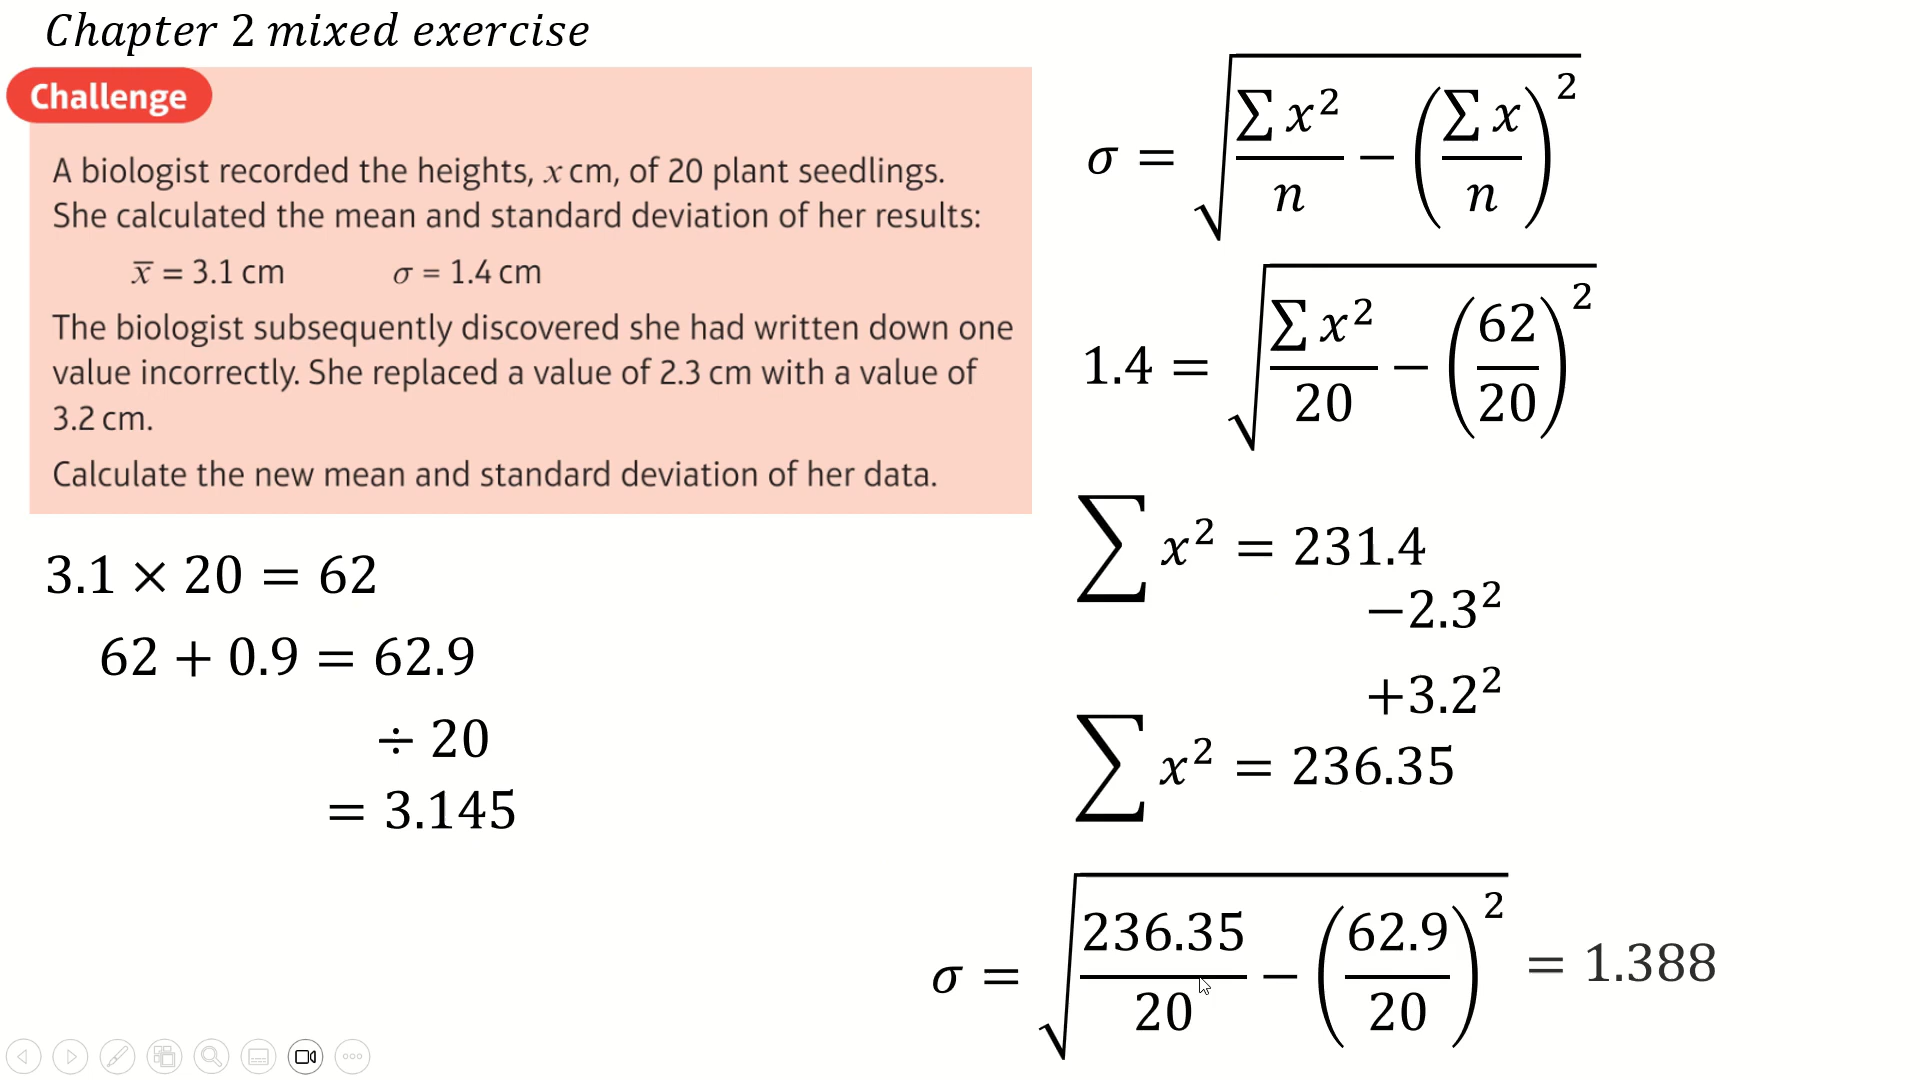 Chapter 2 mixed exercise
Challenge
A biologist recorded the heights, x cm, of 20 plant seedlings.
She calculated the mean and standard deviation of her results:
x̅ = 3.1 cm σ = 1.4 cm
The biologist subsequently discovered she had written down one
value incorrectly. She replaced a value of 2.3 cm with a value of
3.2 cm.
Calculate the new mean and standard deviation of her data.
3.1 × 20 = 62
62 + 0.9 = 62.9
÷ 20
= 3.145
σ = √(∑x²/n − (∑x/n)²)
1.4 = √(∑x²/20 − (62/20)²)
∑x² = 231.4
−2.3²
+3.2²
∑x² = 236.35
σ = √(236.35/20 − (62.9/20)²) = 1.388